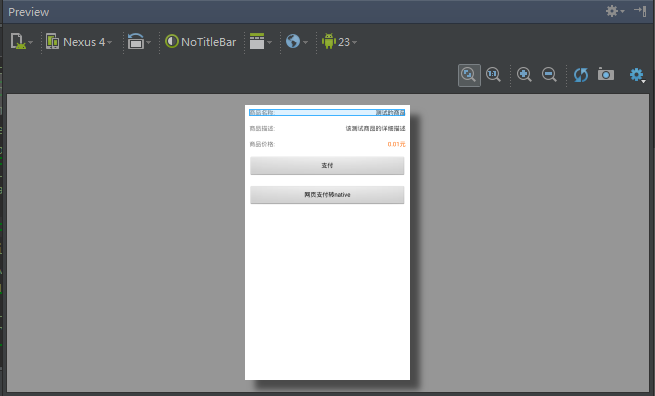 Preview
Nexus 4 NoTitleBar 23
1:1
商品名称: 测试的商品
商品描述: 该测试商品的详细描述
商品价格: 0.01元
支付
网页支付转native